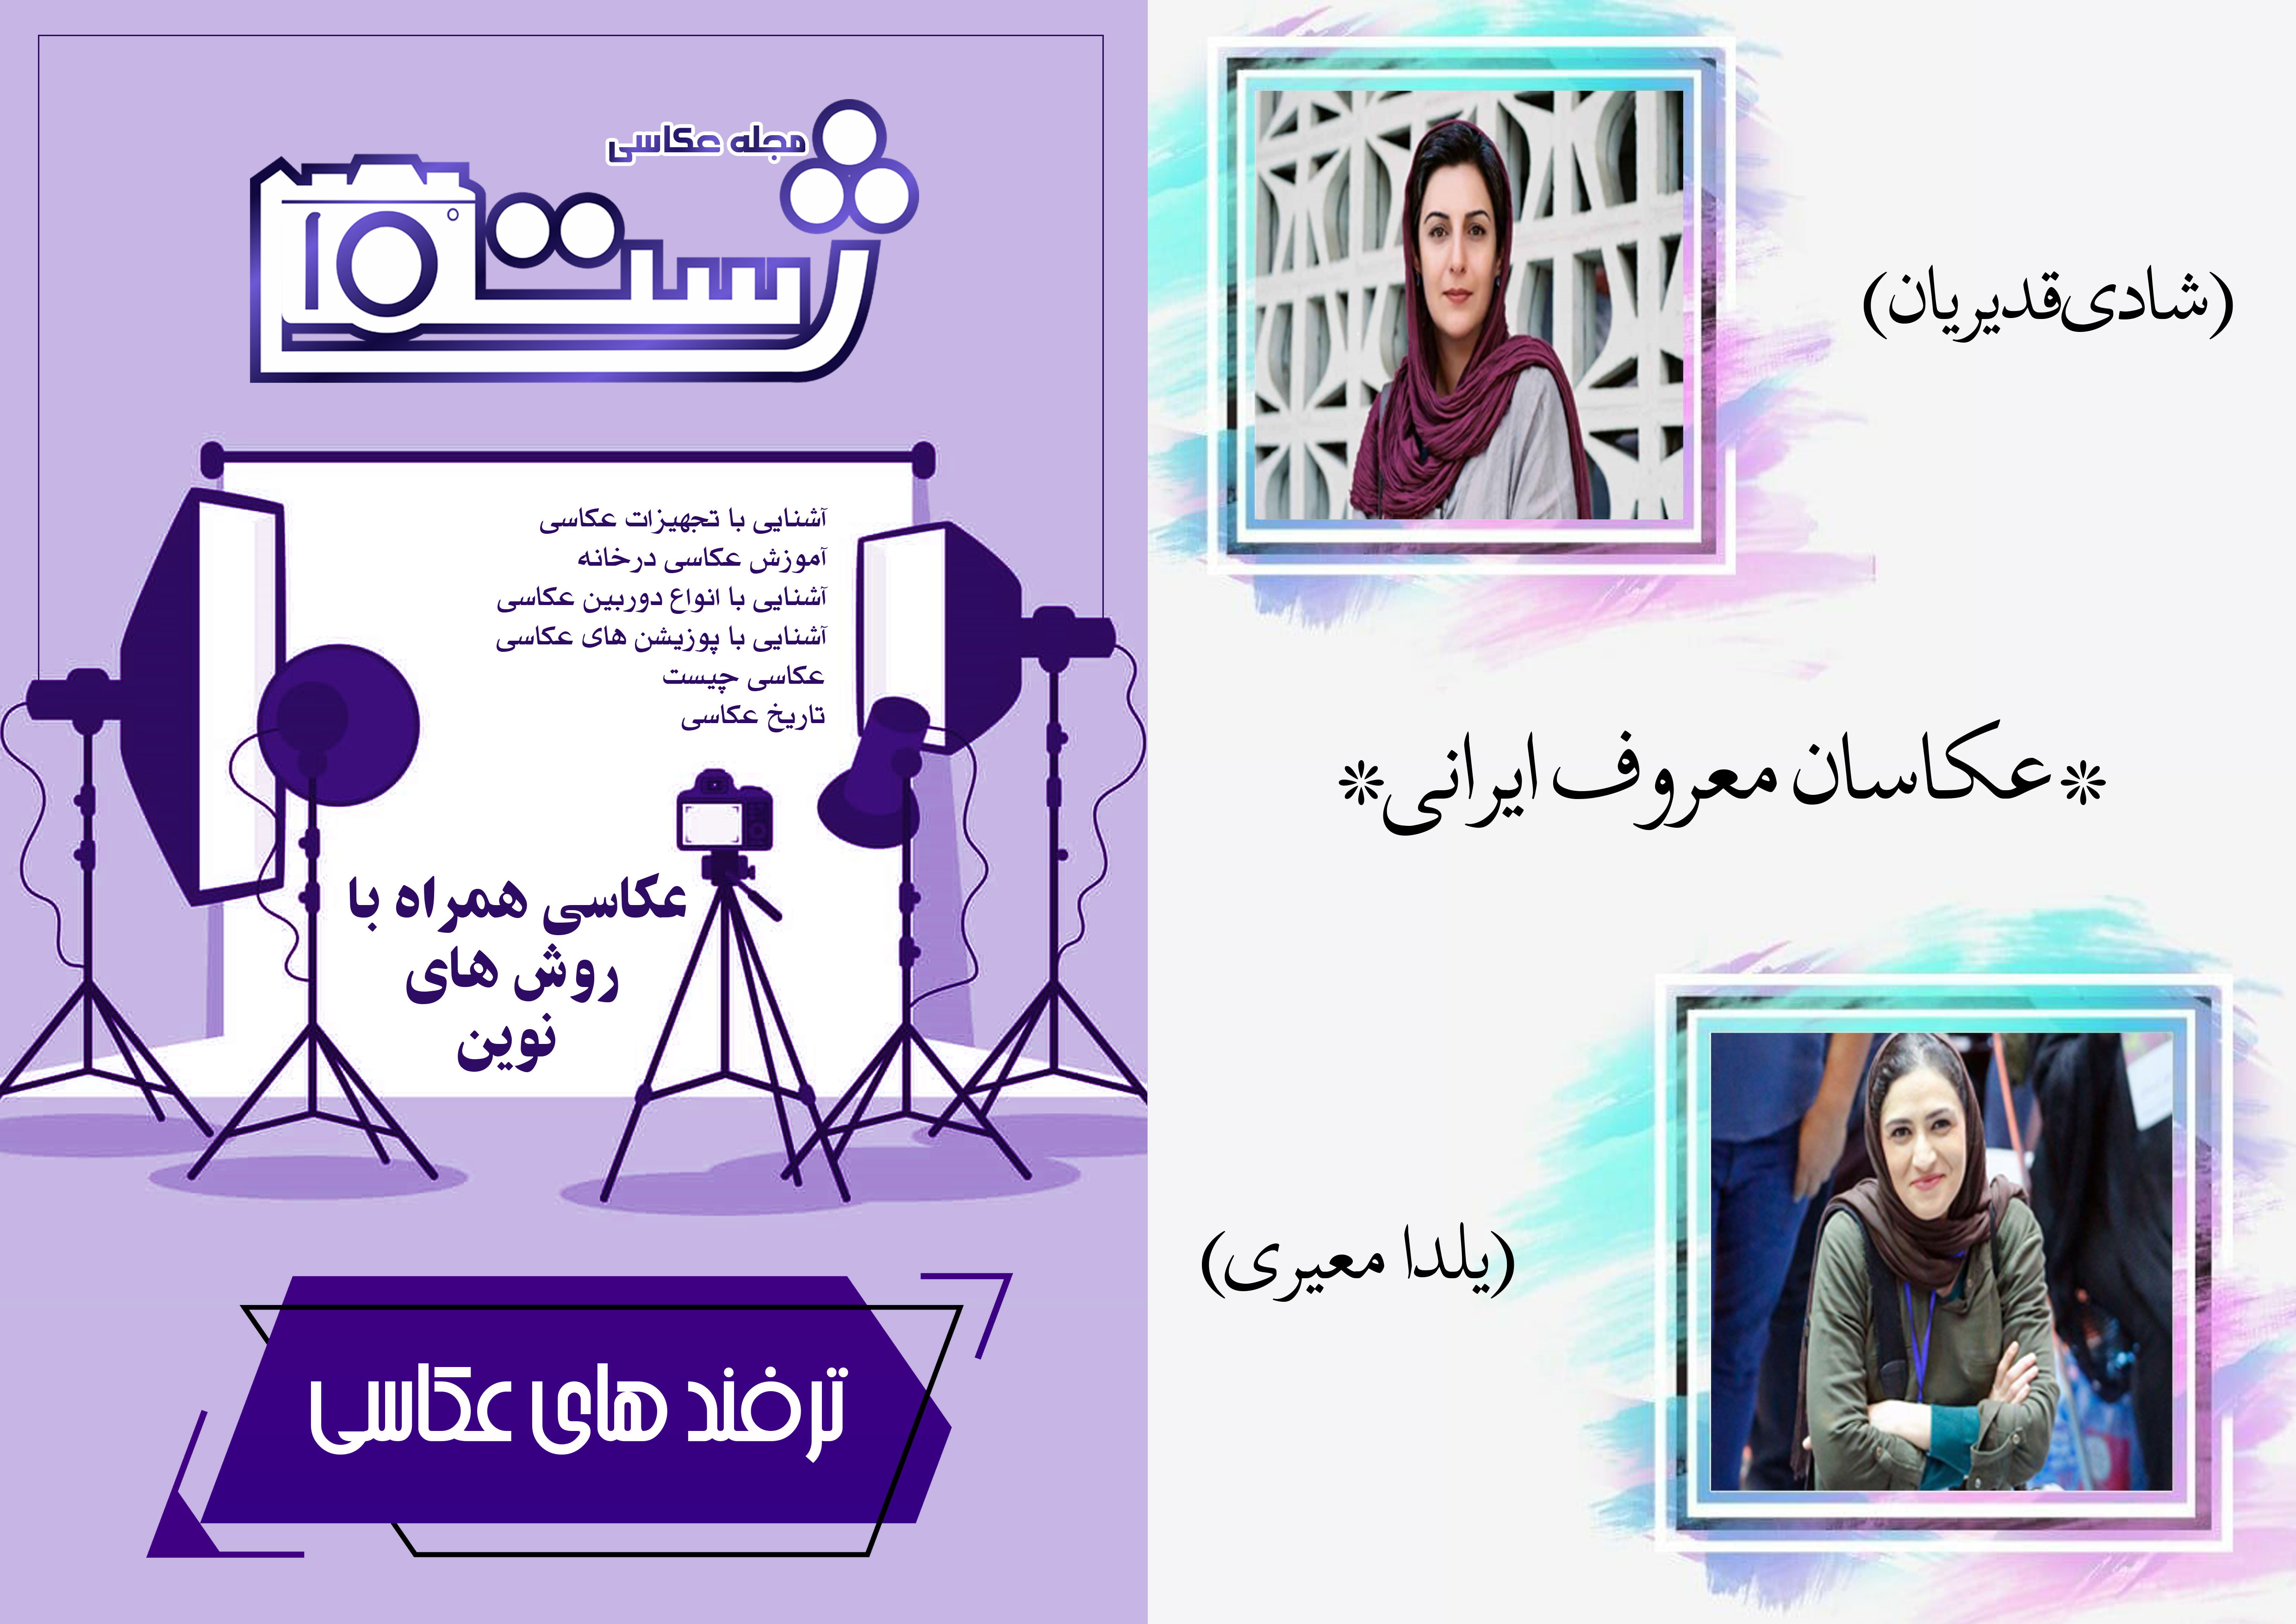 مجله عکاسی
ژست
آشنایی با تجهیزات عکاسی
آموزش عکاسی درخانه
آشنایی با انواع دوربین عکاسی
آشنایی با پوزیشن های عکاسی
عکاسی چیست
تاریخ عکاسی
عکاسی همراه با
روش های
نوین
ترفند های عکاسی
(شادی قدیریان)
*عکاسان معروف ایرانی*
(یلدا معیری)